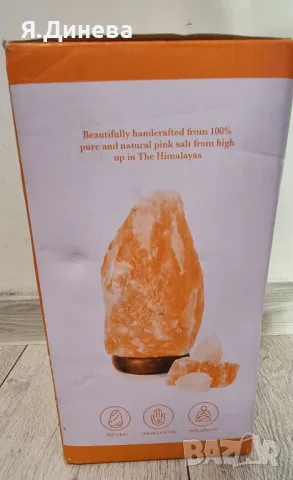 Я.Динева
Beautifully handcrafted from 100%
pure and natural pink salt from high
up in The Himalayas
NATURAL HANDCRAFTED THERAPEUTIC
BAZAR